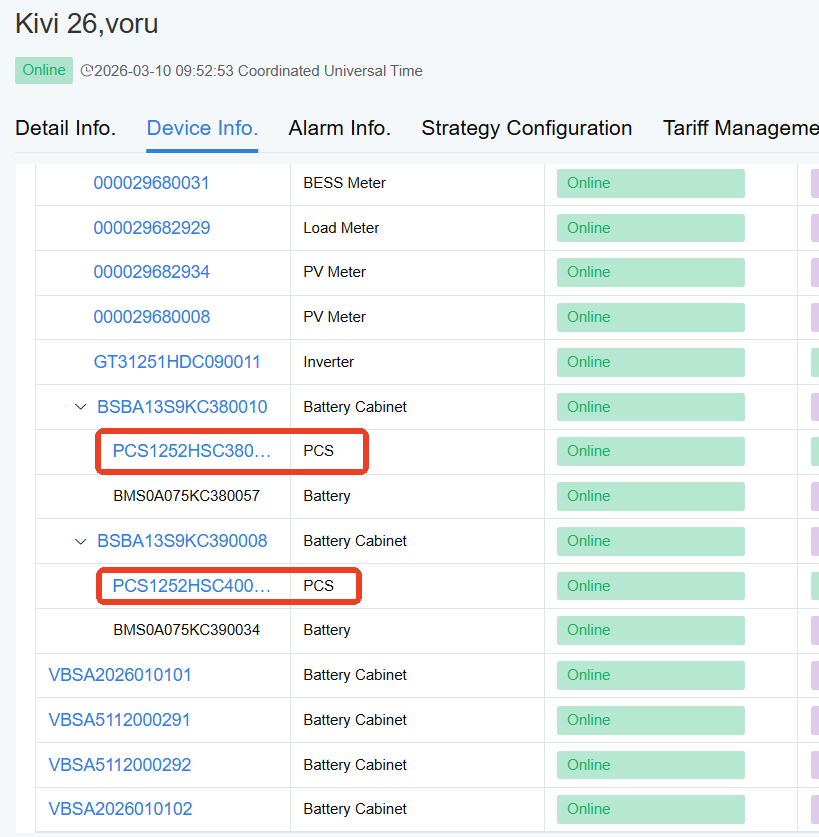 Kivi 26,voru
Online 2026-03-10 09:52:53 Coordinated Universal Time
Detail Info. Device Info. Alarm Info. Strategy Configuration Tariff Manageme
000029680031 BESS Meter Online
000029682929 Load Meter Online
000029682934 PV Meter Online
000029680008 PV Meter Online
GT31251HDC090011 Inverter Online
BSBA13S9KC380010 Battery Cabinet Online
PCS1252HSC380... PCS Online
BMS0A075KC380057 Battery Online
BSBA13S9KC390008 Battery Cabinet Online
PCS1252HSC400... PCS Online
BMS0A075KC390034 Battery Online
VBSA2026010101 Battery Cabinet Online
VBSA5112000291 Battery Cabinet Online
VBSA5112000292 Battery Cabinet Online
VBSA2026010102 Battery Cabinet Online